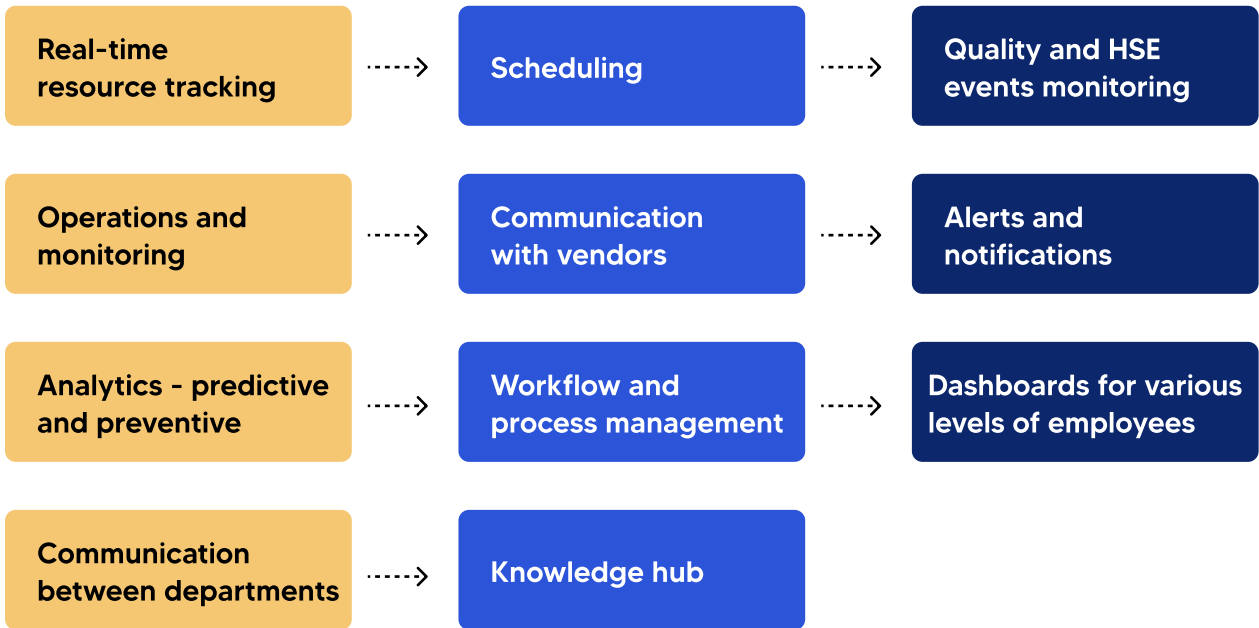 Real-time
resource tracking
Scheduling
Quality and HSE
events monitoring
Operations and
monitoring
Communication
with vendors
Alerts and
notifications
Analytics - predictive
and preventive
Workflow and
process management
Dashboards for various
levels of employees
Communication
between departments
Knowledge hub